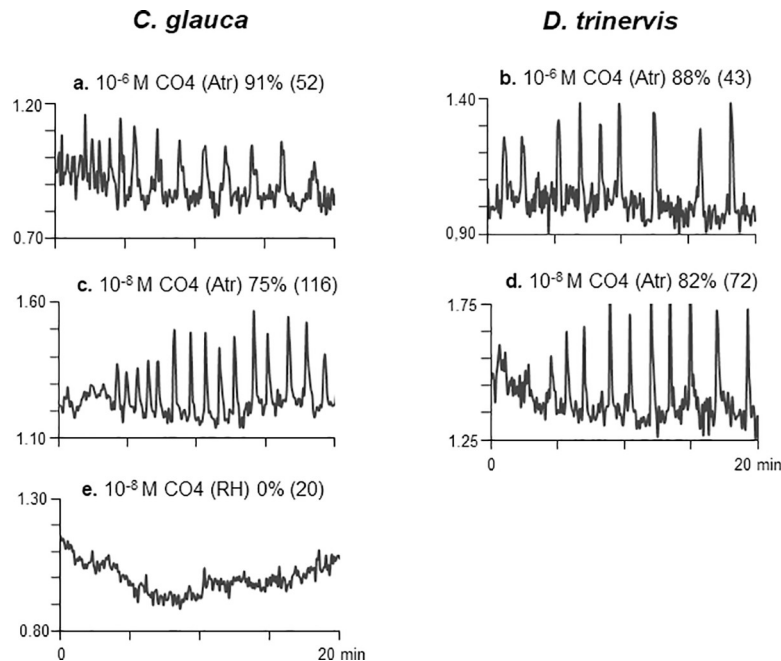 C. glauca
D. trinervis
a. 10⁻⁶ M CO4 (Atr) 91% (52)
1.20
0.70
b. 10⁻⁶ M CO4 (Atr) 88% (43)
1.40
0,90
c. 10⁻⁸ M CO4 (Atr) 75% (116)
1.60
1.10
d. 10⁻⁸ M CO4 (Atr) 82% (72)
1.75
1.25
0 20 min
e. 10⁻⁸ M CO4 (RH) 0% (20)
1.30
0.80
0 20 min